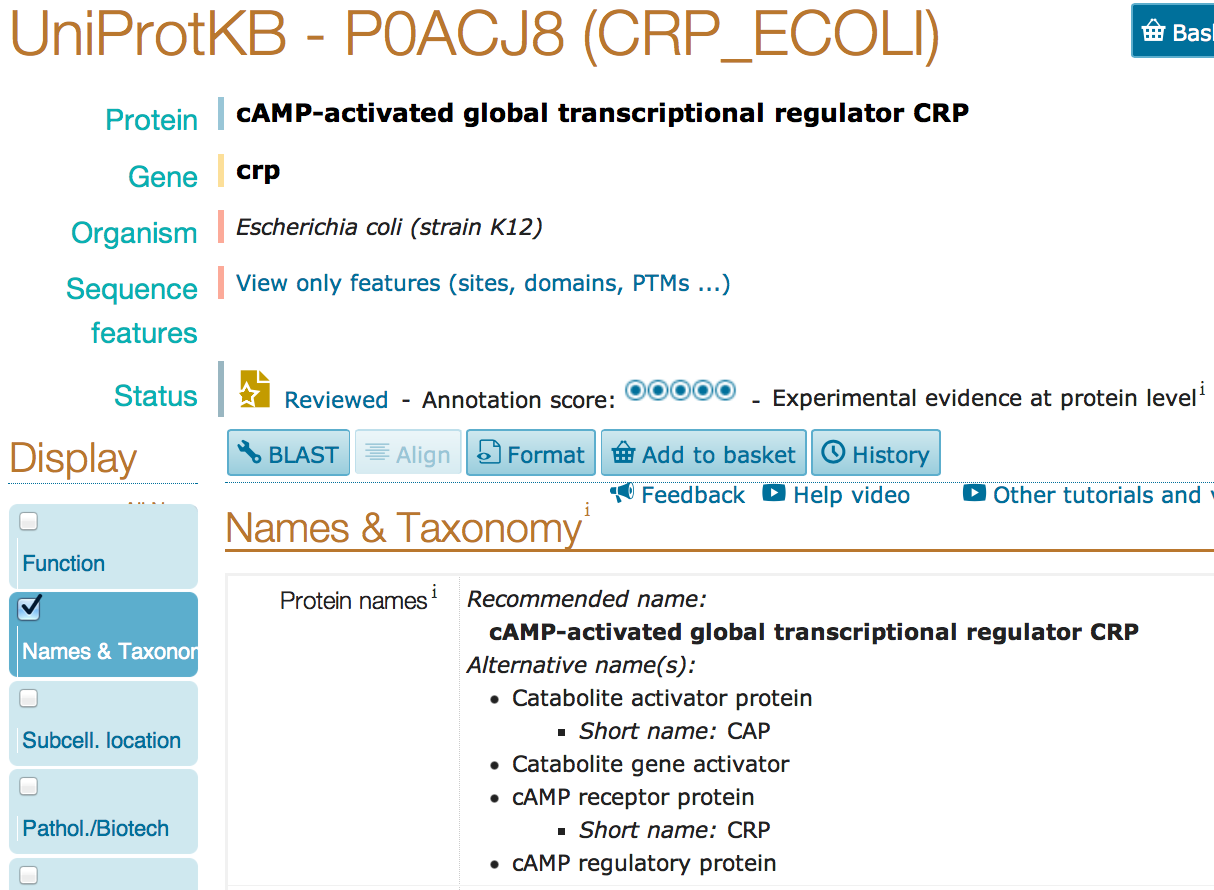 UniProtKB - P0ACJ8 (CRP_ECOLI)
Protein cAMP-activated global transcriptional regulator CRP
Gene crp
Organism Escherichia coli (strain K12)
Sequence features View only features (sites, domains, PTMs ...)
Status Reviewed - Annotation score: - Experimental evidence at protein level i
Display
BLAST Align Format Add to basket History
Feedback Help video Other tutorials and
Function
Names & Taxonomy i
Names & Taxonor
Subcell. location
Pathol./Biotech
Protein names i Recommended name:
cAMP-activated global transcriptional regulator CRP
Alternative name(s):
• Catabolite activator protein
▪ Short name: CAP
• Catabolite gene activator
• cAMP receptor protein
▪ Short name: CRP
• cAMP regulatory protein